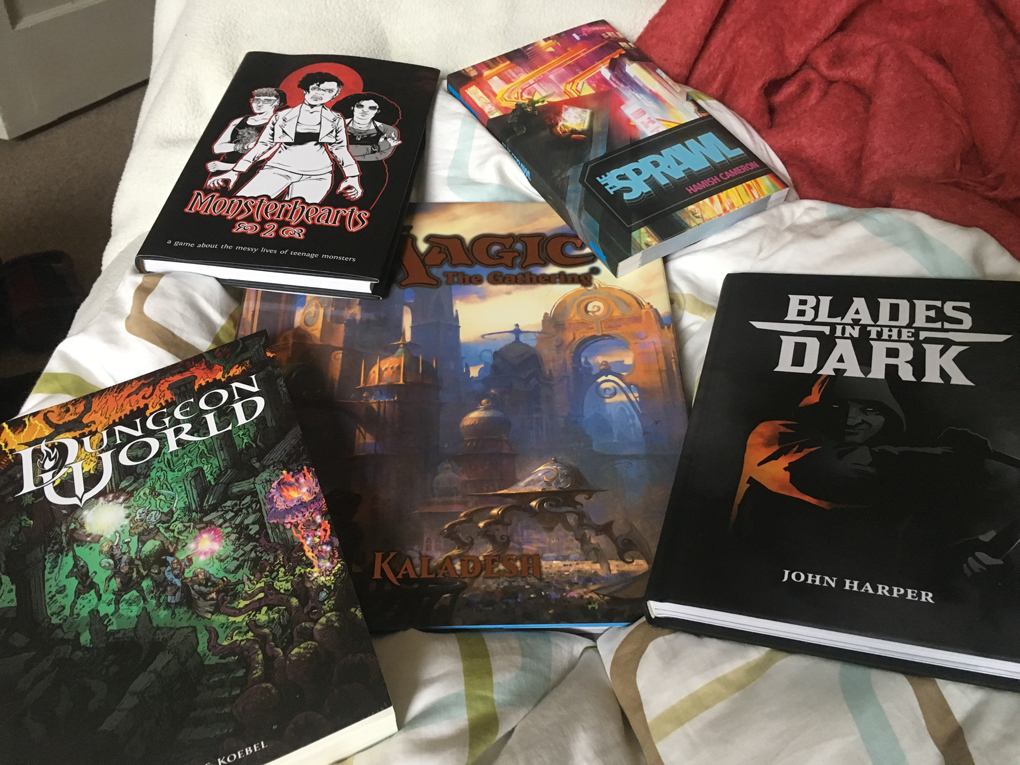 Monsterhearts
2
a game about the messy lives of teenage monsters
THE
SPRAWL
HAMISH CAMERON
MAGIC
The Gathering®
KALADESH
BLADES
IN THE
DARK
JOHN HARPER
DUNGEON
WORLD
KOEBEL